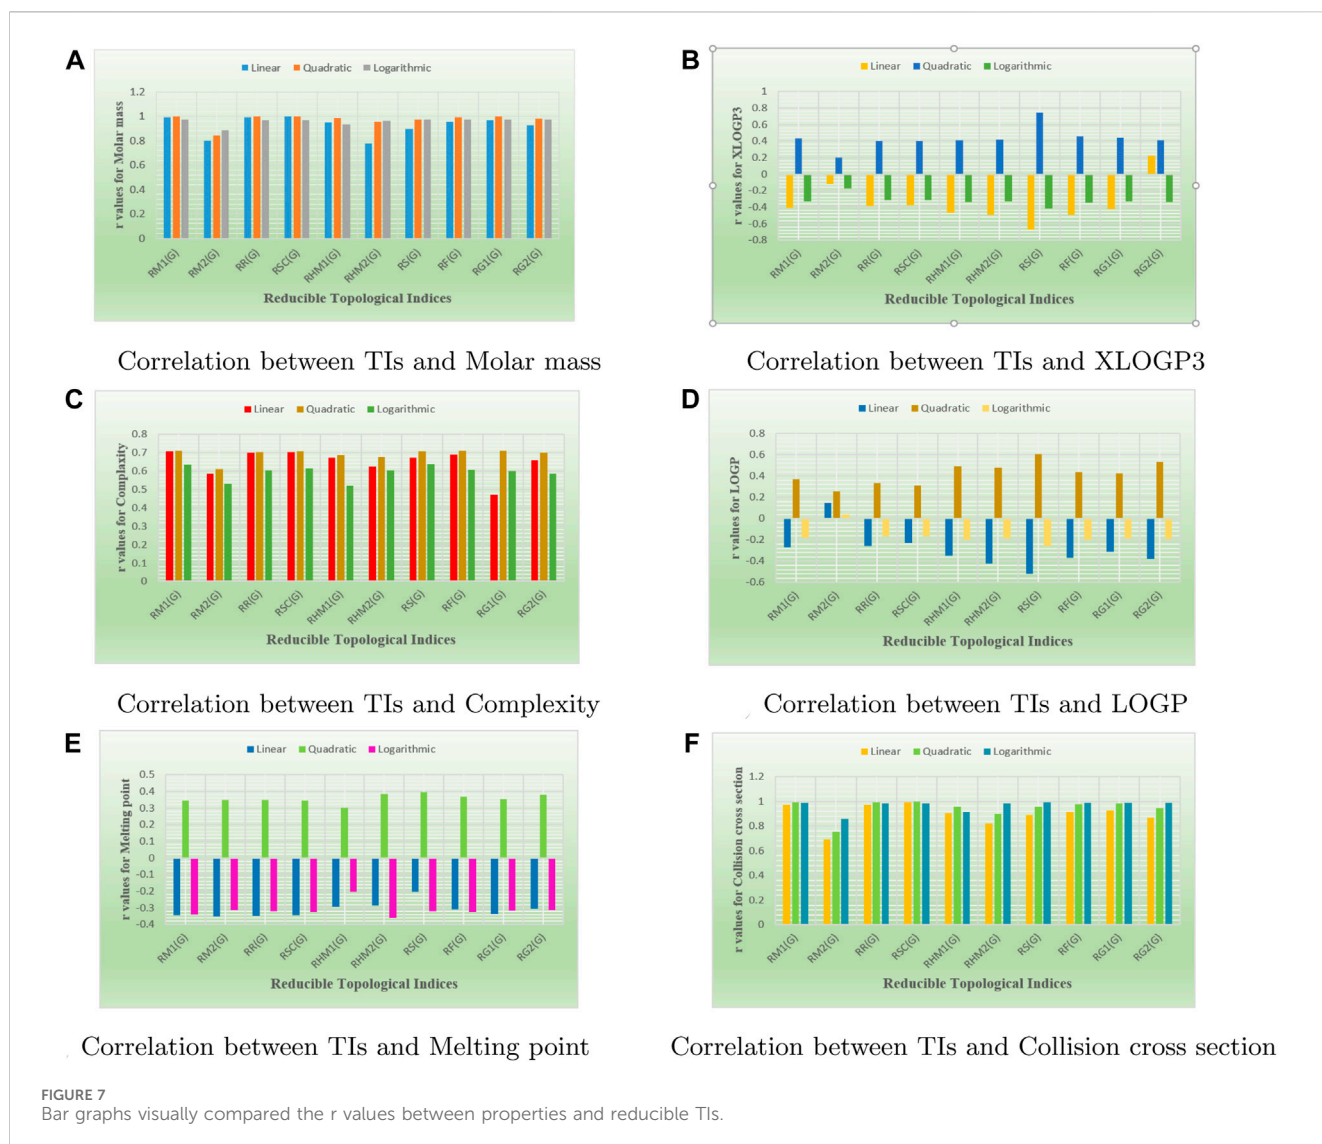 A
Linear Quadratic Logarithmic
1.2
1
0.8
0.6
0.4
0.2
0
r values for Molar mass
RM1(G) RM2(G) RR(G) RSC(G) RHM1(G) RHM2(G) RS(G) RF(G) RG1(G) RG2(G)
Reducible Topological Indices
Correlation between TIs and Molar mass
B
Linear Quadratic Logarithmic
1
0.8
0.6
0.4
0.2
0
-0.2
-0.4
-0.6
-0.8
r values for XLOGP3
RM1(G) RM2(G) RR(G) RSC(G) RHM1(G) RHM2(G) RS(G) RF(G) RG1(G) RG2(G)
Reducible Topological Indices
Correlation between TIs and XLOGP3
C
Linear Quadratic Logarithmic
0.8
0.7
0.6
0.5
0.4
0.3
0.2
0.1
0
r values for Complaxity
RM1(G) RM2(G) RR(G) RSC(G) RHM1(G) RHM2(G) RS(G) RF(G) RG1(G) RG2(G)
Reducible Topological Indices
Correlation between TIs and Complexity
D
Linear Quadratic Logarithmic
0.8
0.6
0.4
0.2
0
-0.2
-0.4
-0.6
r values for LOGP
RM1(G) RM2(G) RR(G) RSC(G) RHM1(G) RHM2(G) RS(G) RF(G) RG1(G) RG2(G)
Reducible Topological Indices
Correlation between TIs and LOGP
E
Linear Quadratic Logarithmic
0.5
0.4
0.3
0.2
0.1
0
-0.1
-0.2
-0.3
-0.4
r values for Melting point
RM1(G) RM2(G) RR(G) RSC(G) RHM1(G) RHM2(G) RS(G) RF(G) RG1(G) RG2(G)
Reducible Topological Indices
Correlation between TIs and Melting point
F
Linear Quadratic Logarithmic
1.2
1
0.8
0.6
0.4
0.2
0
r values for Collision cross section
RM1(G) RM2(G) RR(G) RSC(G) RHM1(G) RHM2(G) RS(G) RF(G) RG1(G) RG2(G)
Reducible Topological Indices
Correlation between TIs and Collision cross section
FIGURE 7
Bar graphs visually compared the r values between properties and reducible TIs.